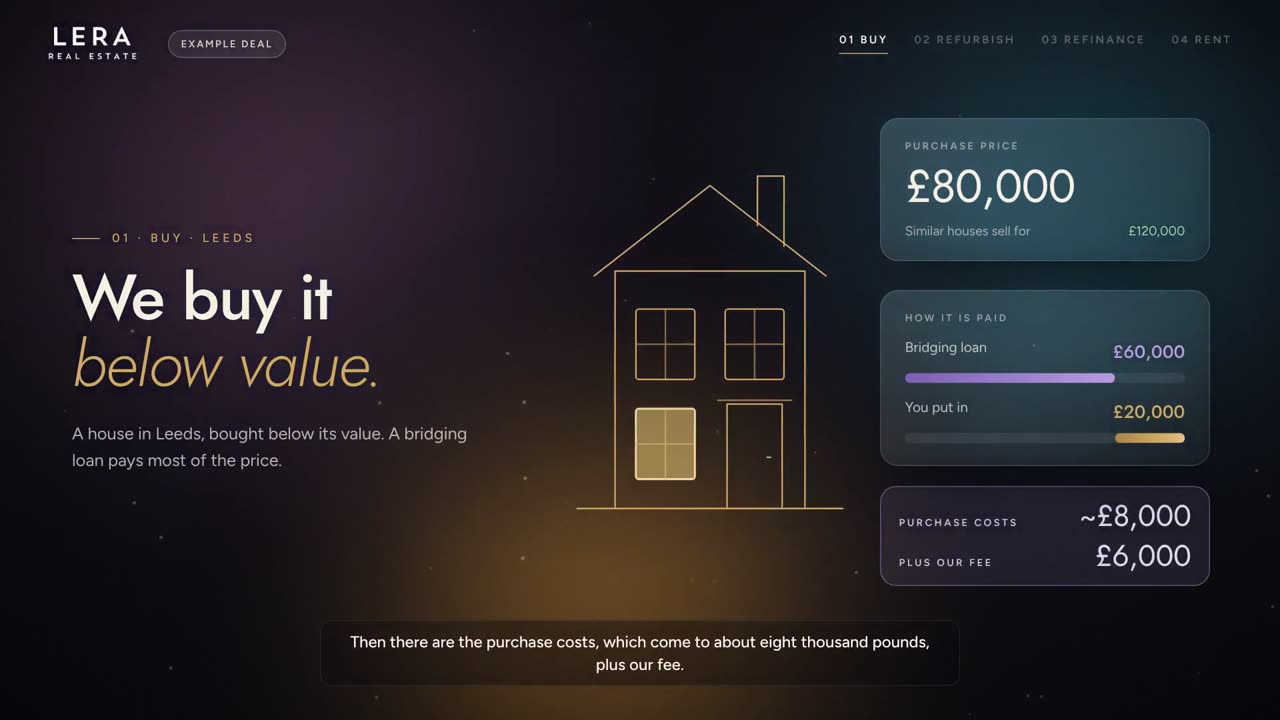 LERA
REAL ESTATE
EXAMPLE DEAL
01 BUY
02 REFURBISH
03 REFINANCE
04 RENT
01 · BUY · LEEDS
We buy it
below value.
A house in Leeds, bought below its value. A bridging
loan pays most of the price.
PURCHASE PRICE
£80,000
Similar houses sell for £120,000
HOW IT IS PAID
Bridging loan £60,000
You put in £20,000
PURCHASE COSTS ~£8,000
PLUS OUR FEE £6,000
Then there are the purchase costs, which come to about eight thousand pounds,
plus our fee.